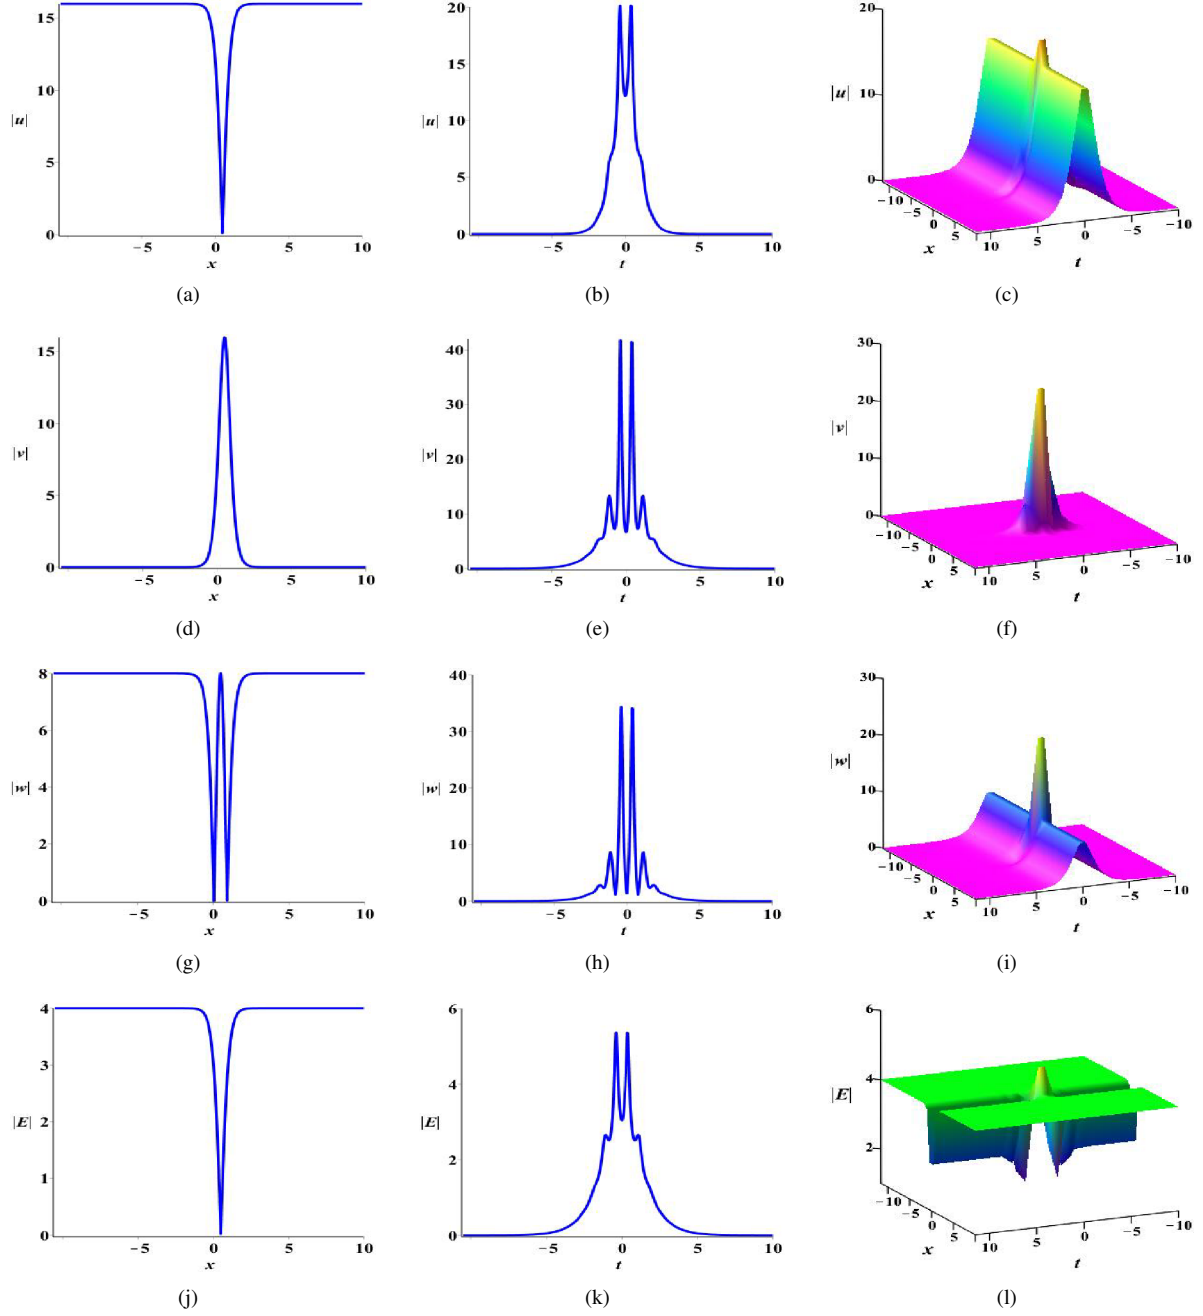 15
10
|u|
5
0
−5 0 5 10
x
(a)
20
15
10
|u|
5
0
−5 0 5 10
t
(b)
20
|u| 10
0
−10 −5 0 5
x
10 5 0 −5 −10
t
(c)
15
10
|v|
5
0
−5 0 5 10
x
(d)
40
30
|v| 20
10
0
−5 0 5 10
t
(e)
30
20
|v|
10
0
−10 −5 0 5
x
10 5 0 −5 −10
t
(f)
8
6
|w| 4
2
0
−5 0 5 10
x
(g)
40
30
|w| 20
10
0
−5 0 5 10
t
(h)
30
20
|w|
10
0
−10 −5 0 5
x
10 5 0 −5 −10
t
(i)
4
3
|E| 2
1
0
−5 0 5 10
x
(j)
6
4
|E|
2
0
−5 0 5 10
t
(k)
6
|E| 4
2
−10 −5 0 5
x
10 5 0 −5 −10
t
(l)